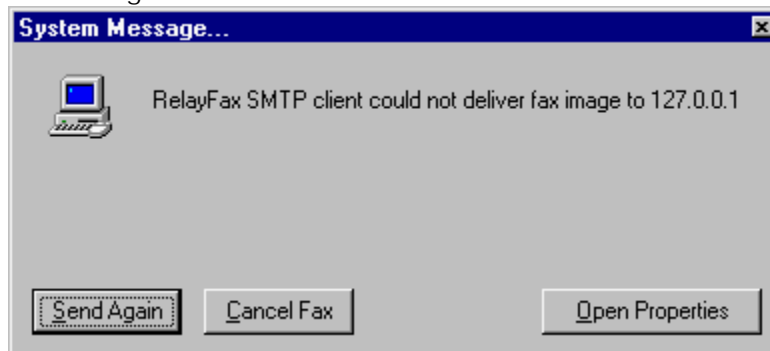 System Message...
RelayFax SMTP client could not deliver fax image to 127.0.0.1
Send Again
Cancel Fax
Open Properties